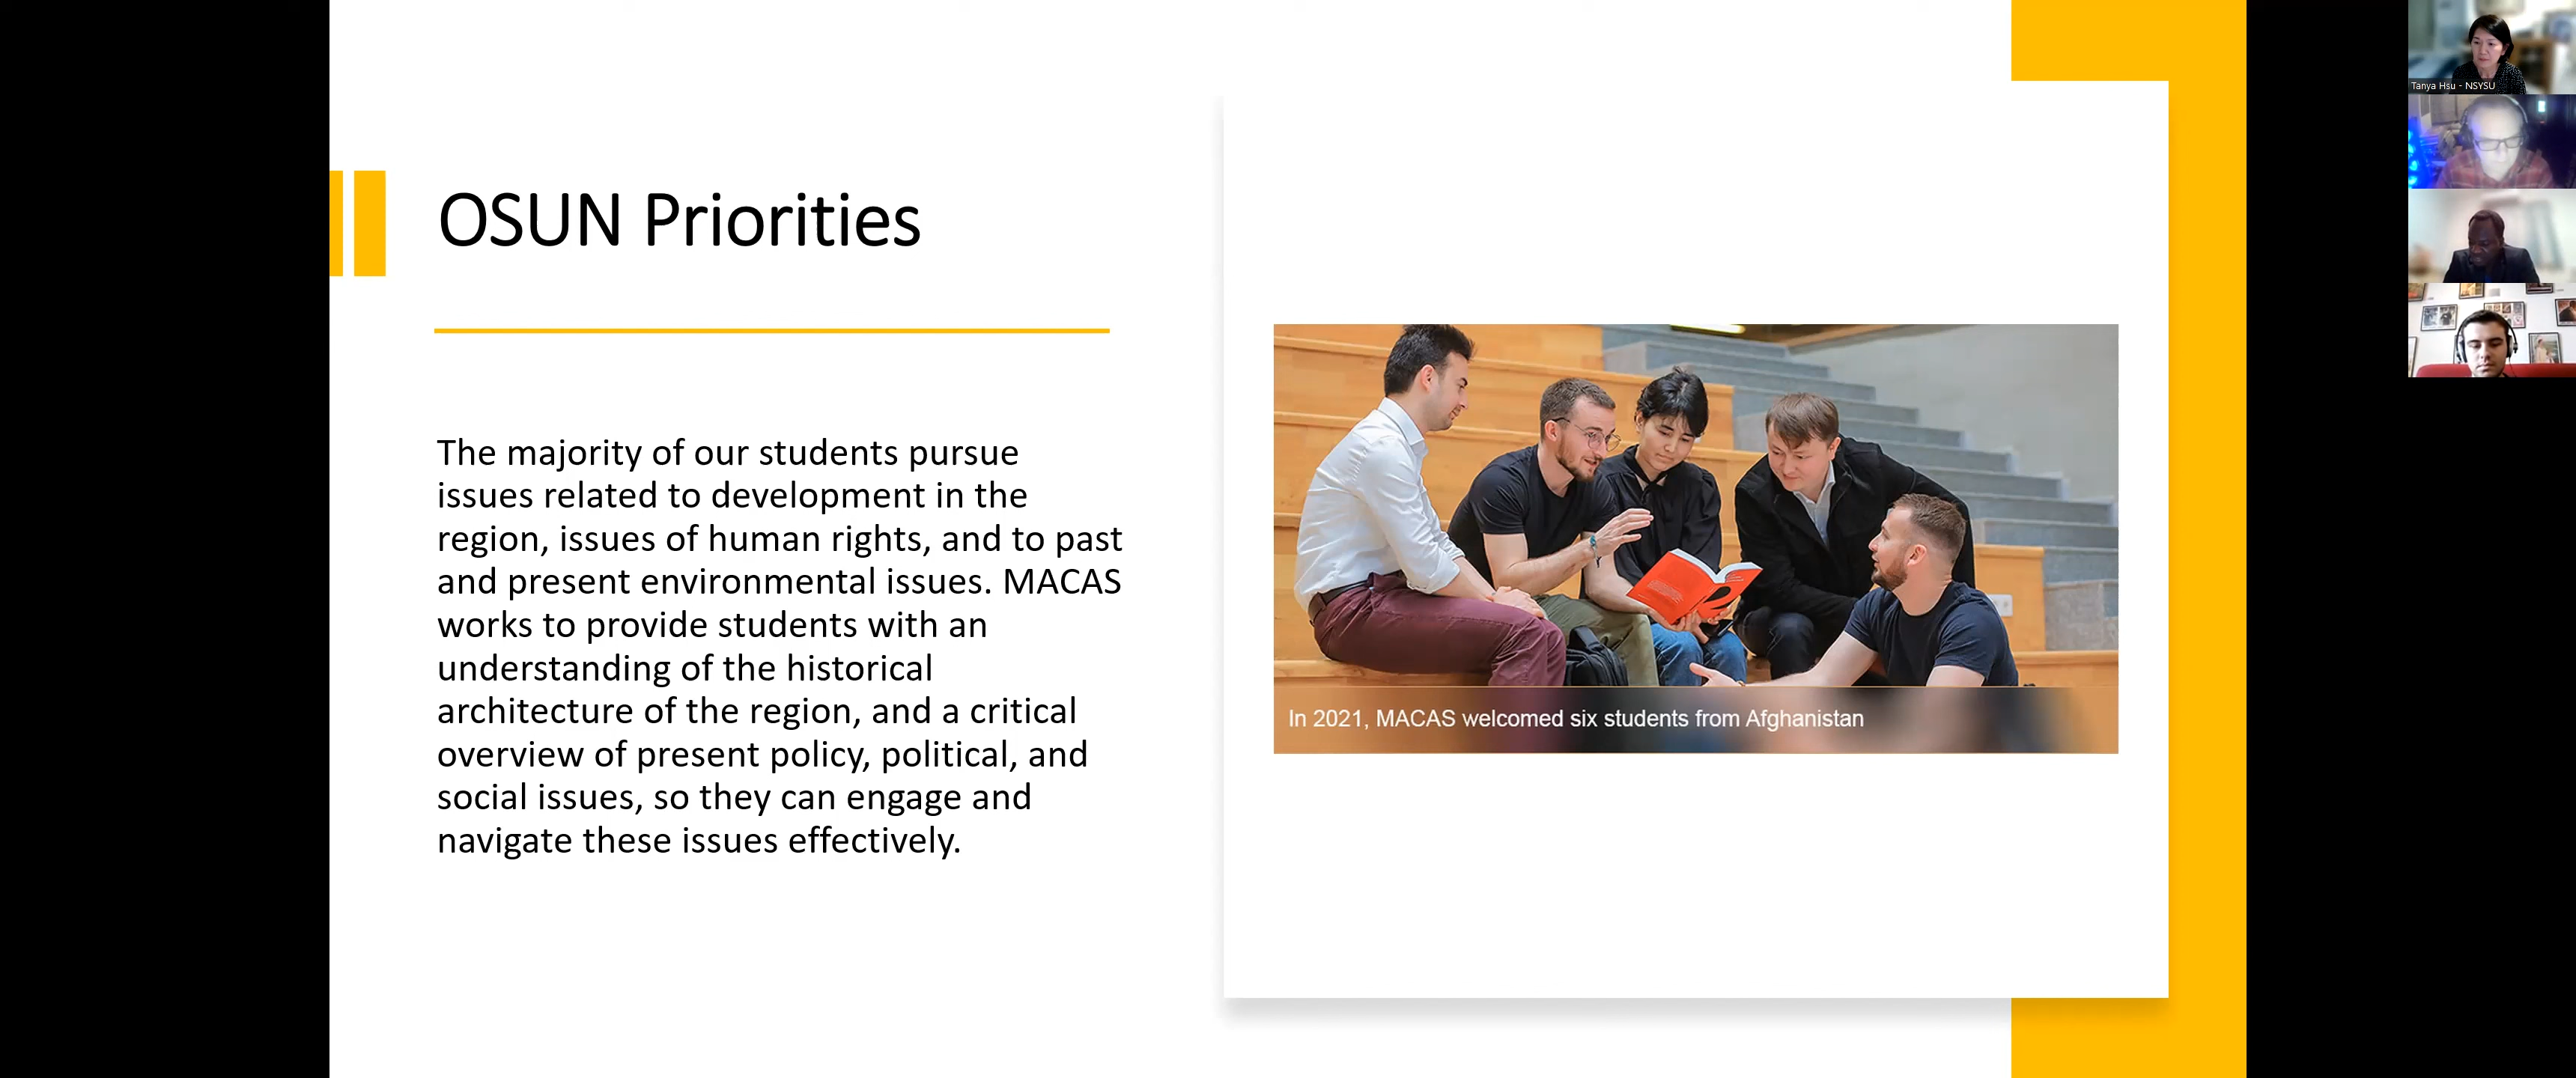 OSUN Priorities
The majority of our students pursue
issues related to development in the
region, issues of human rights, and to past
and present environmental issues. MACAS
works to provide students with an
understanding of the historical
architecture of the region, and a critical
overview of present policy, political, and
social issues, so they can engage and
navigate these issues effectively.
In 2021, MACAS welcomed six students from Afghanistan
Tanya Hsu - NSYSU